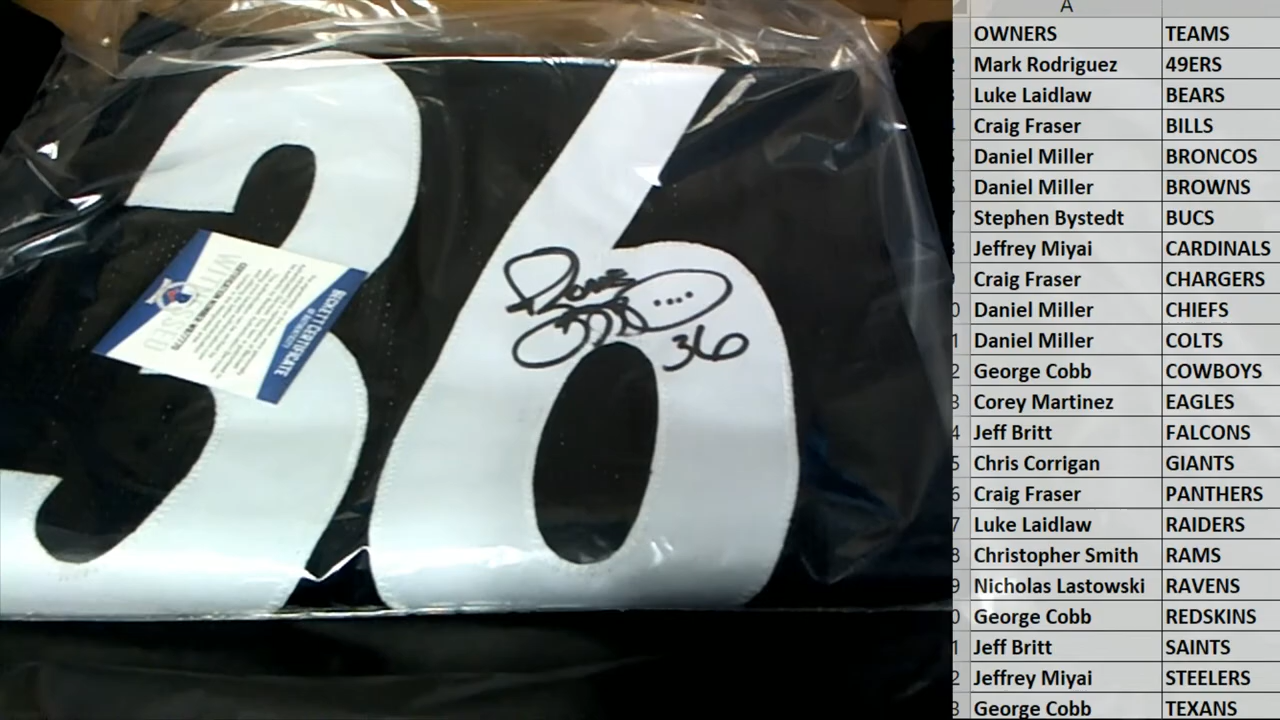 36
BECKETT CERTIFICATE
OF AUTHENTICITY
WITNESSED
36
A
OWNERS TEAMS
Mark Rodriguez 49ERS
Luke Laidlaw BEARS
Craig Fraser BILLS
Daniel Miller BRONCOS
Daniel Miller BROWNS
Stephen Bystedt BUCS
Jeffrey Miyai CARDINALS
Craig Fraser CHARGERS
Daniel Miller CHIEFS
Daniel Miller COLTS
George Cobb COWBOYS
Corey Martinez EAGLES
Jeff Britt FALCONS
Chris Corrigan GIANTS
Craig Fraser PANTHERS
Luke Laidlaw RAIDERS
Christopher Smith RAMS
Nicholas Lastowski RAVENS
George Cobb REDSKINS
Jeff Britt SAINTS
Jeffrey Miyai STEELERS
George Cobb TEXANS